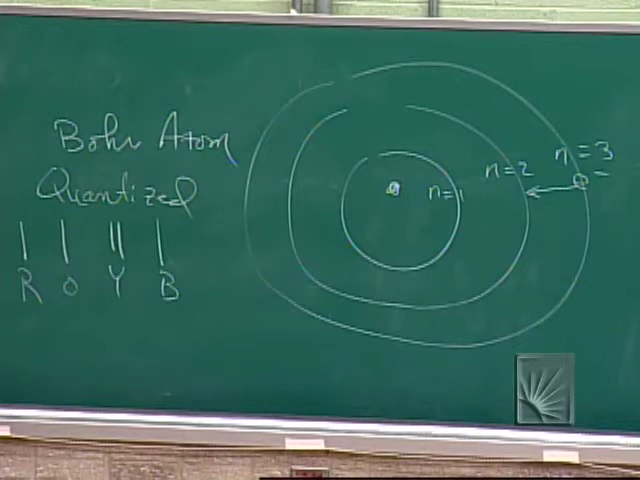 Bohr Atom
Quantized
R O Y B
n=1
n=2
n=3